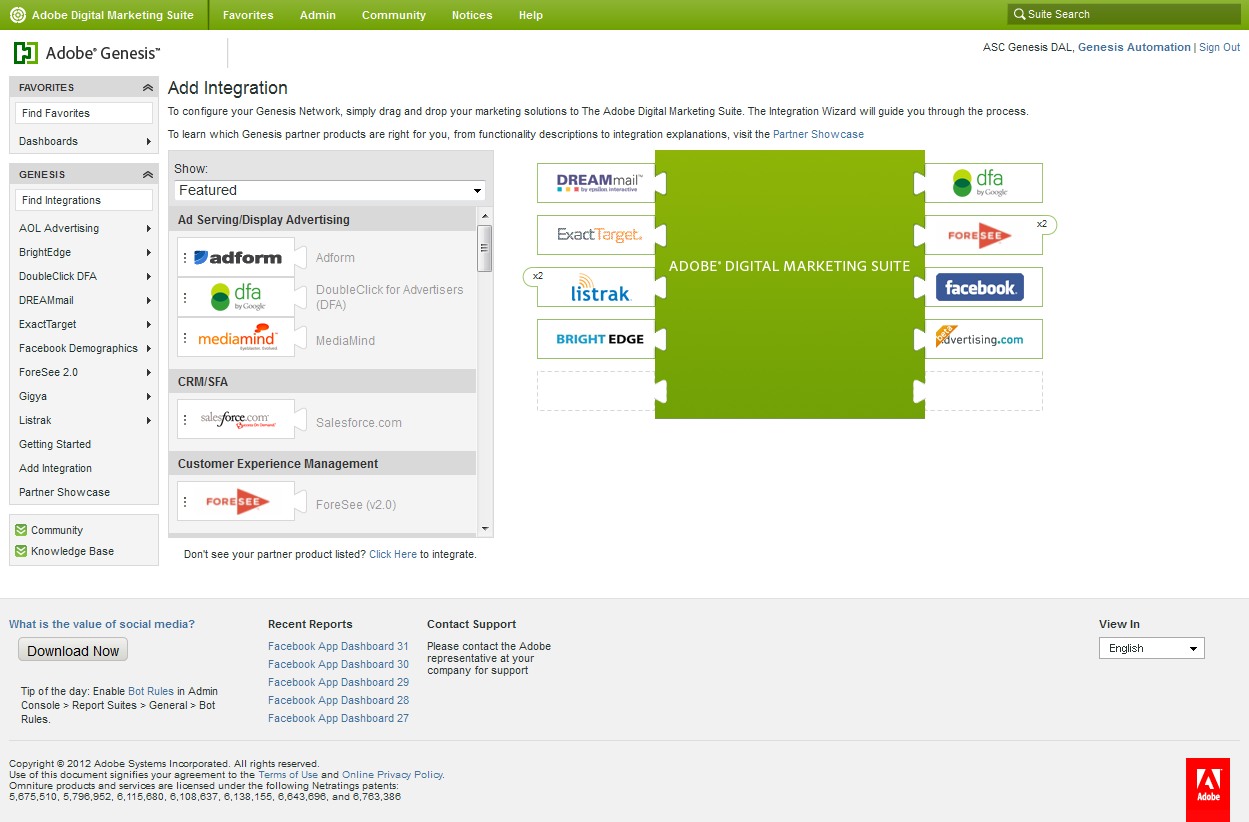 Adobe Digital Marketing Suite
Favorites
Admin
Community
Notices
Help
Suite Search
Adobe® Genesis™
ASC Genesis DAL, Genesis Automation | Sign Out
FAVORITES
Find Favorites
Dashboards
GENESIS
Find Integrations
AOL Advertising
BrightEdge
DoubleClick DFA
DREAMmail
ExactTarget
Facebook Demographics
ForeSee 2.0
Gigya
Listrak
Getting Started
Add Integration
Partner Showcase
Community
Knowledge Base
Add Integration
To configure your Genesis Network, simply drag and drop your marketing solutions to The Adobe Digital Marketing Suite. The Integration Wizard will guide you through the process.
To learn which Genesis partner products are right for you, from functionality descriptions to integration explanations, visit the Partner Showcase
Show:
Featured
Ad Serving/Display Advertising
adform
Adform
dfa
by Google
DoubleClick for Advertisers
(DFA)
mediamind
MediaMind
CRM/SFA
salesforce.com
Success On Demand
Salesforce.com
Customer Experience Management
FORESEE
ForeSee (v2.0)
Don't see your partner product listed? Click Here to integrate.
DREAMmail™
by epsilon interactive
ExactTarget.
x2
listrak
BRIGHT EDGE
ADOBE® DIGITAL MARKETING SUITE
dfa
by Google
x2
FORESEE
facebook.
beta
advertising.com
What is the value of social media?
Download Now
Tip of the day: Enable Bot Rules in Admin
Console > Report Suites > General > Bot
Rules.
Recent Reports
Facebook App Dashboard 31
Facebook App Dashboard 30
Facebook App Dashboard 29
Facebook App Dashboard 28
Facebook App Dashboard 27
Contact Support
Please contact the Adobe
representative at your
company for support
View In
English
Copyright © 2012 Adobe Systems Incorporated. All rights reserved.
Use of this document signifies your agreement to the Terms of Use and Online Privacy Policy.
Omniture products and services are licensed under the following Netratings patents:
5,675,510, 5,796,952, 6,115,680, 6,108,637, 6,138,155, 6,643,696, and 6,763,386
Adobe